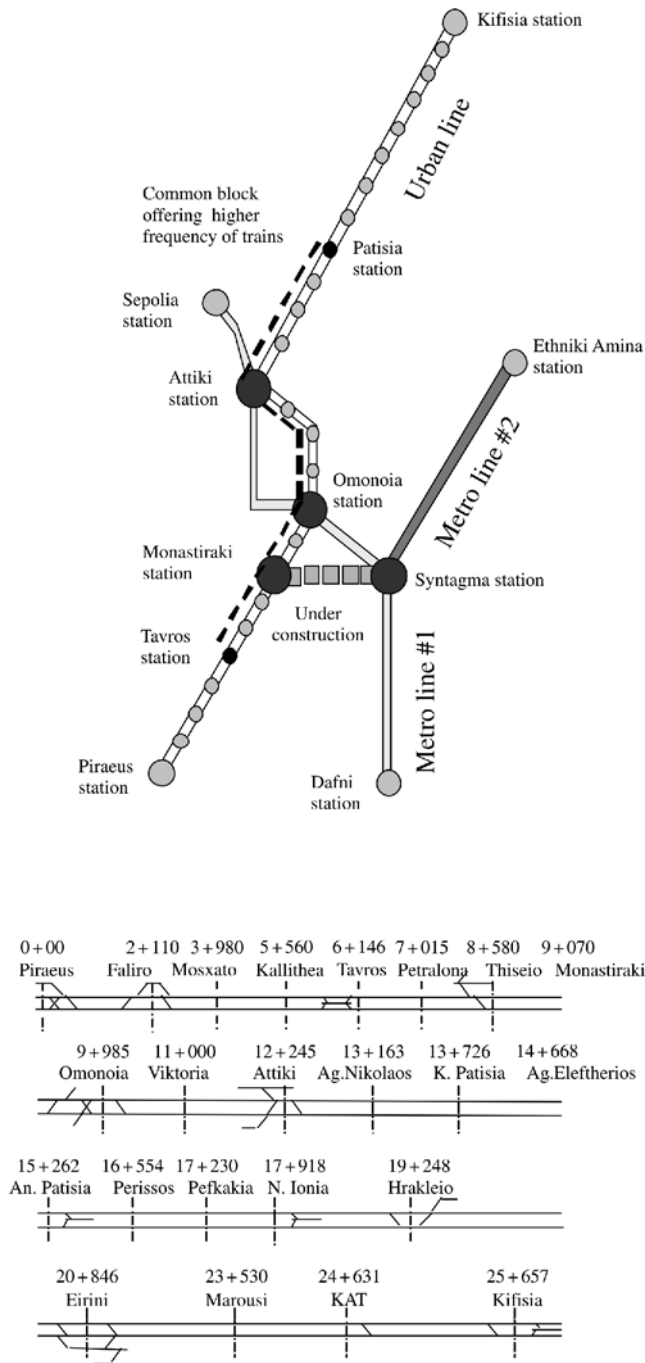 Kifisia station
Urban line
Common block
offering higher
frequency of trains
Patisia
station
Sepolia
station
Ethniki Amina
station
Attiki
station
Metro line #2
Omonoia
station
Monastiraki
station
Syntagma station
Under
construction
Tavros
station
Metro line #1
Piraeus
station
Dafni
station
0+00 2+110 3+980 5+560 6+146 7+015 8+580 9+070
Piraeus Faliro Mosxato Kallithea Tavros Petralona Thiseio Monastiraki
9+985 11+000 12+245 13+163 13+726 14+668
Omonoia Viktoria Attiki Ag.Nikolaos K. Patisia Ag.Eleftherios
15+262 16+554 17+230 17+918 19+248
An. Patisia Perissos Pefkakia N. Ionia Hrakleio
20+846 23+530 24+631 25+657
Eirini Marousi KAT Kifisia